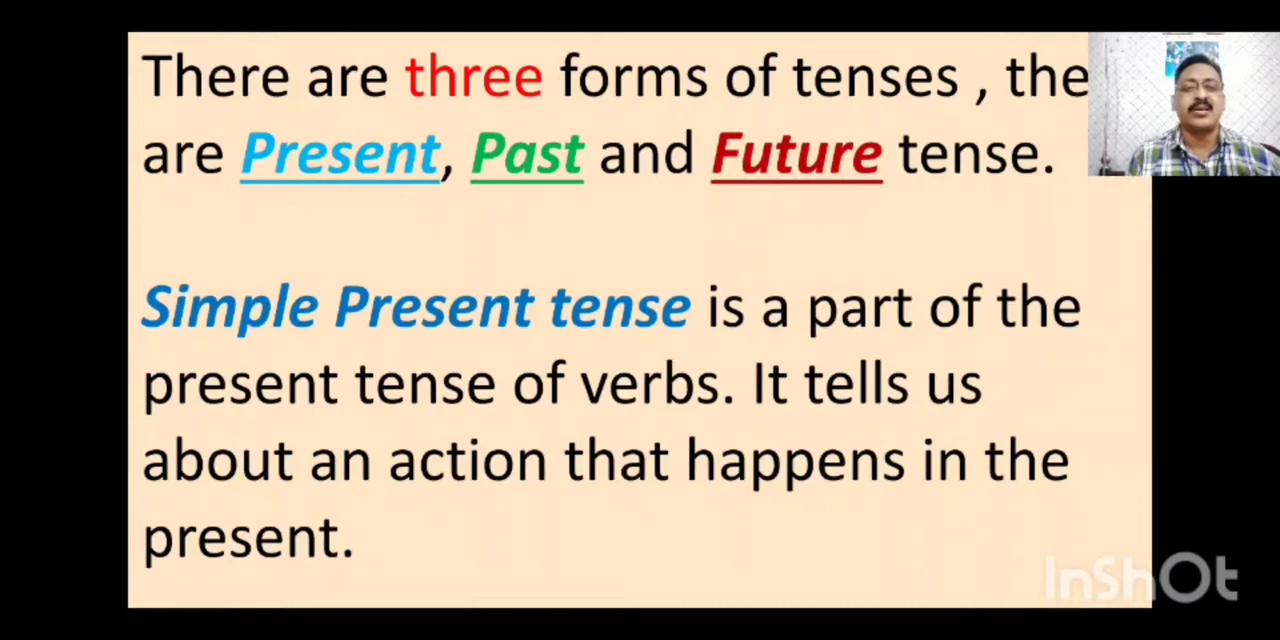 There are three forms of tenses , the
are Present, Past and Future tense.
Simple Present tense is a part of the
present tense of verbs. It tells us
about an action that happens in the
present.
InShOt